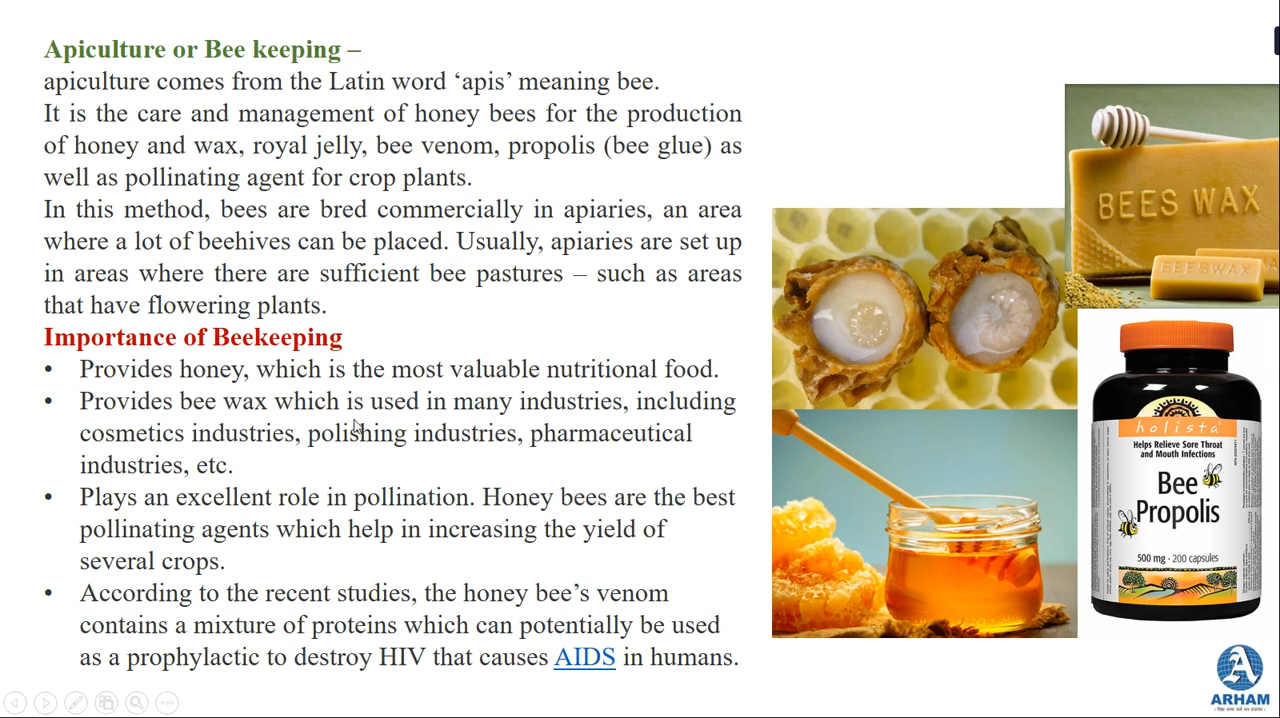 Apiculture or Bee keeping –
apiculture comes from the Latin word ‘apis’ meaning bee.
It is the care and management of honey bees for the production
of honey and wax, royal jelly, bee venom, propolis (bee glue) as
well as pollinating agent for crop plants.
In this method, bees are bred commercially in apiaries, an area
where a lot of beehives can be placed. Usually, apiaries are set up
in areas where there are sufficient bee pastures – such as areas
that have flowering plants.
Importance of Beekeeping
• Provides honey, which is the most valuable nutritional food.
• Provides bee wax which is used in many industries, including
cosmetics industries, polishing industries, pharmaceutical
industries, etc.
• Plays an excellent role in pollination. Honey bees are the best
pollinating agents which help in increasing the yield of
several crops.
• According to the recent studies, the honey bee’s venom
contains a mixture of proteins which can potentially be used
as a prophylactic to destroy HIV that causes AIDS in humans.
BEES WAX
BEESWAX
holista
Helps Relieve Sore Throat
and Mouth Infections
Bee
Propolis
500 mg · 200 capsules
ARHAM